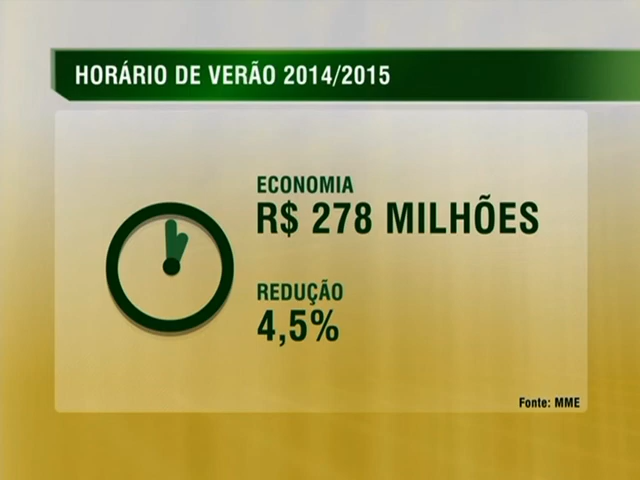 HORÁRIO DE VERÃO 2014/2015
ECONOMIA
R$ 278 MILHÕES
REDUÇÃO
4,5%
Fonte: MME